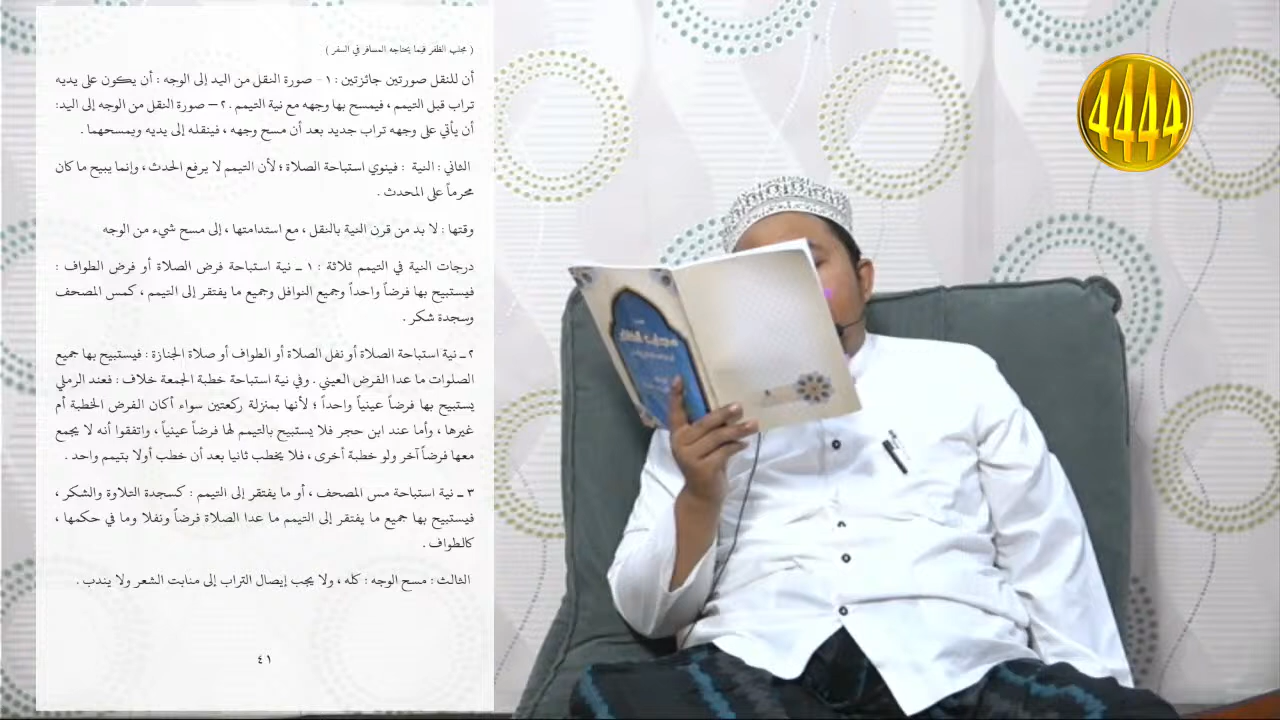 ( مجلب الظفر فيما يحتاجه المسافر في السفر )
أن للنقل صورتين جائزتين : ١ - صورة النقل من اليد إلى الوجه : أن يكون على يديه
تراب قبل التيمم ، فيمسح بها وجهه مع نية التيمم . ٢ – صورة النقل من الوجه إلى اليد:
أن يأتي على وجهه تراب جديد بعد أن مسح وجهه ، فينقله إلى يديه ويمسحهما .
الثاني : النية : فينوي استباحة الصلاة ؛ لأن التيمم لا يرفع الحدث ، وإنما يبيح ما كان
محرماً على المحدث .
وقتها : لا بد من قرن النية بالنقل ، مع استدامتها ، إلى مسح شيء من الوجه
درجات النية في التيمم ثلاثة : ١ ـ نية استباحة فرض الصلاة أو فرض الطواف :
فيستبيح بها فرضاً واحداً وجميع النوافل وجميع ما يفتقر إلى التيمم ، كمس المصحف
وسجدة شكر .
٢ ـ نية استباحة الصلاة أو نفل الصلاة أو الطواف أو صلاة الجنازة : فيستبيح بها جميع
الصلوات ما عدا الفرض العيني . وفي نية استباحة خطبة الجمعة خلاف : فعند الرملي
يستبيح بها فرضاً عينياً واحداً ؛ لأنها بمنزلة ركعتين سواء أكان الفرض الخطبة أم
غيرها ، وأما عند ابن حجر فلا يستبيح بالتيمم لها فرضاً عينياً ، واتفقوا أنه لا يجمع
معها فرضاً آخر ولو خطبة أخرى ، فلا يخطب ثانيا بعد أن خطب أولا بتيمم واحد .
٣ ـ نية استباحة مس المصحف ، أو ما يفتقر إلى التيمم : كسجدة التلاوة والشكر ،
فيستبيح بها جميع ما يفتقر إلى التيمم ما عدا الصلاة فرضاً ونفلا وما في حكمها ،
كالطواف .
الثالث : مسح الوجه : كله ، ولا يجب إيصال التراب إلى منابت الشعر ولا يندب .
٤١
4444